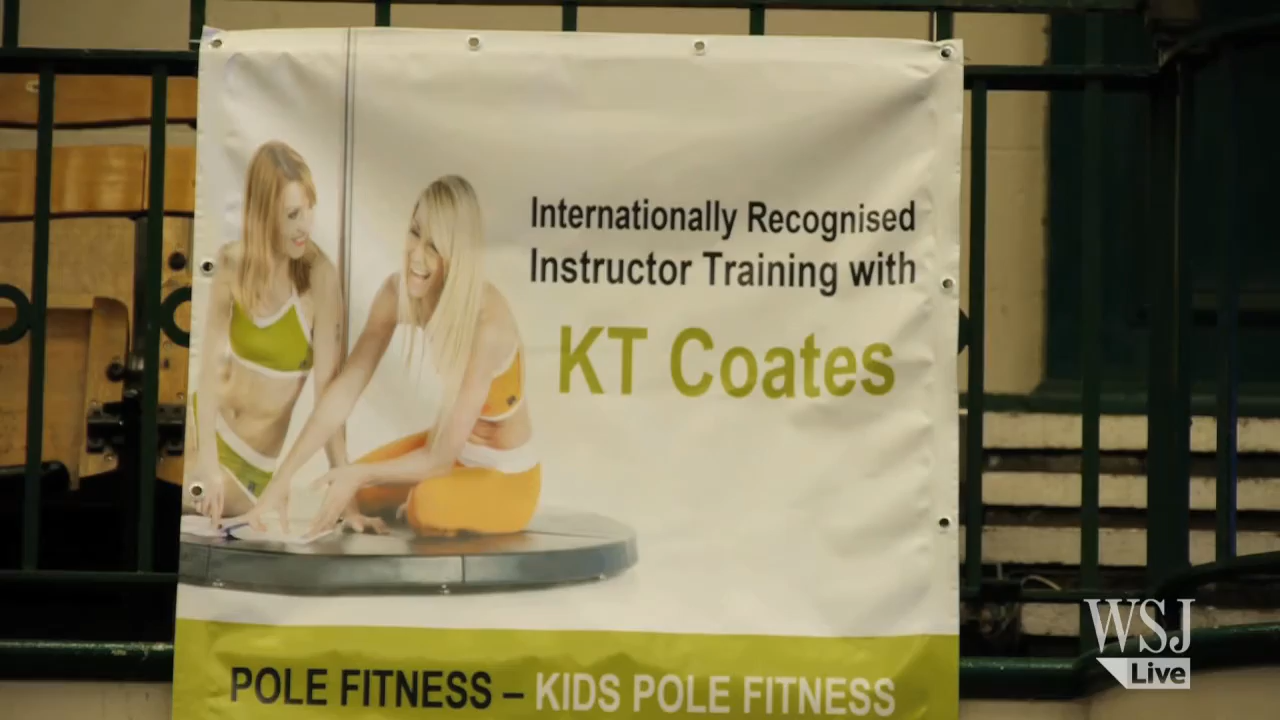 Internationally Recognised
Instructor Training with
KT Coates
POLE FITNESS – KIDS POLE FITNESS
WSJ
Live